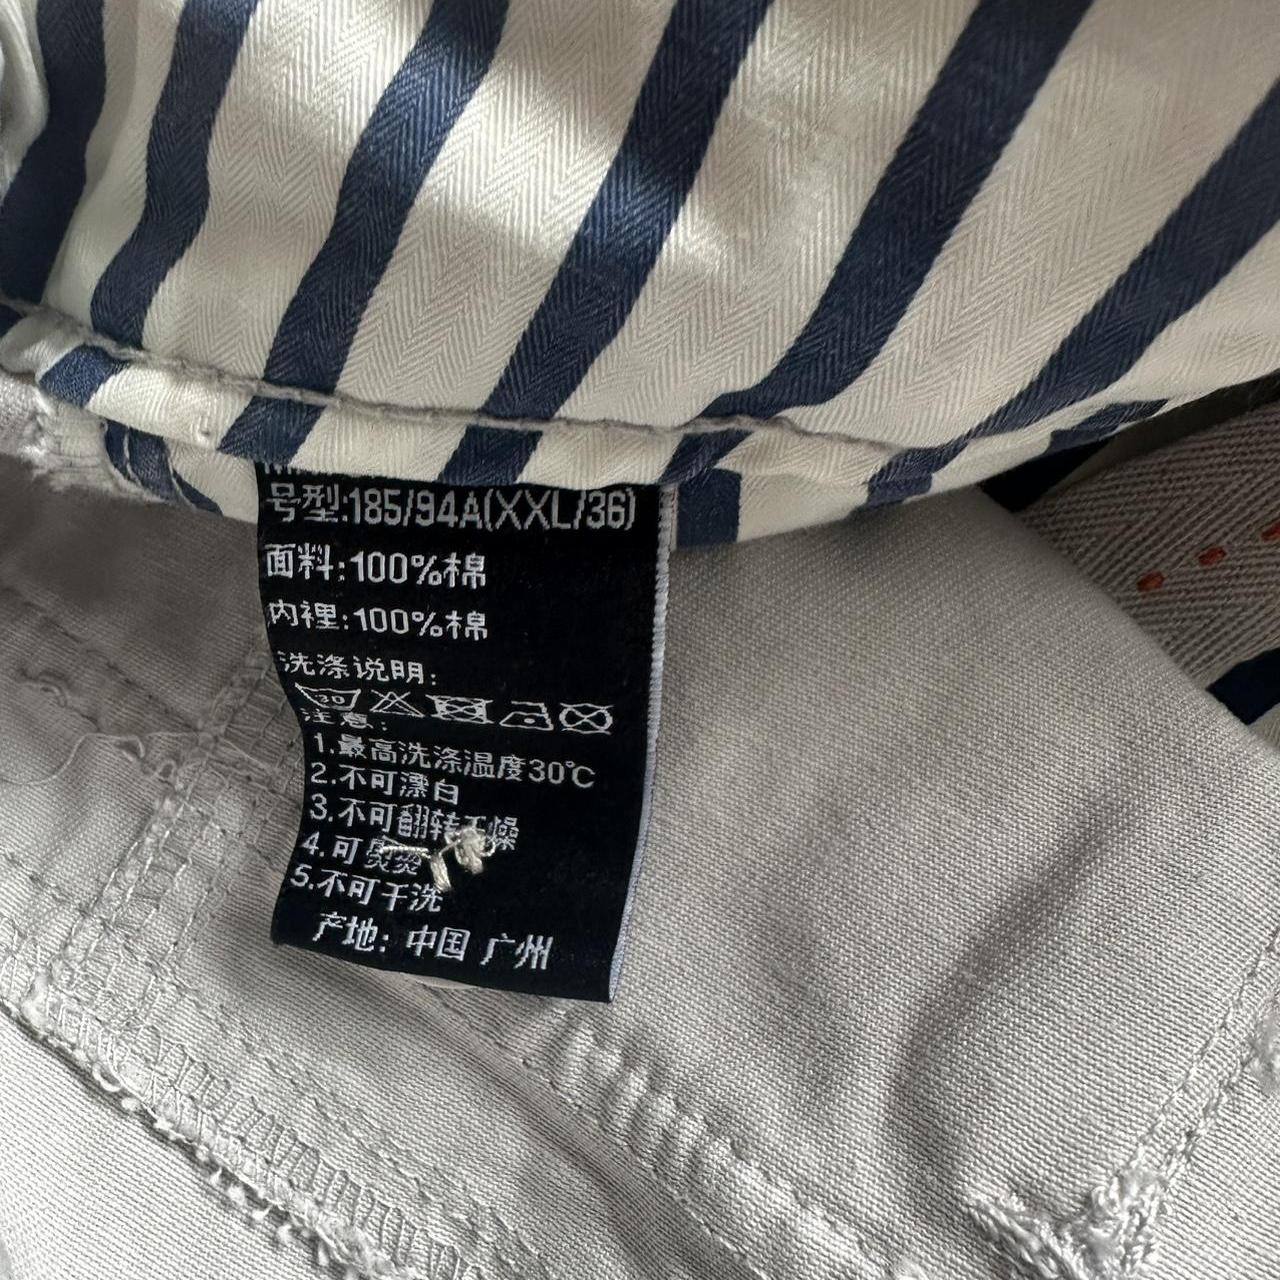 号型:185/94A(XXL/36)
面料:100%棉
内裡:100%棉
洗涤说明:
30
注意:
1.最高洗涤温度30℃
2.不可漂白
3.不可翻转干燥
4.可熨烫
5.不可干洗
产地: 中国 广州